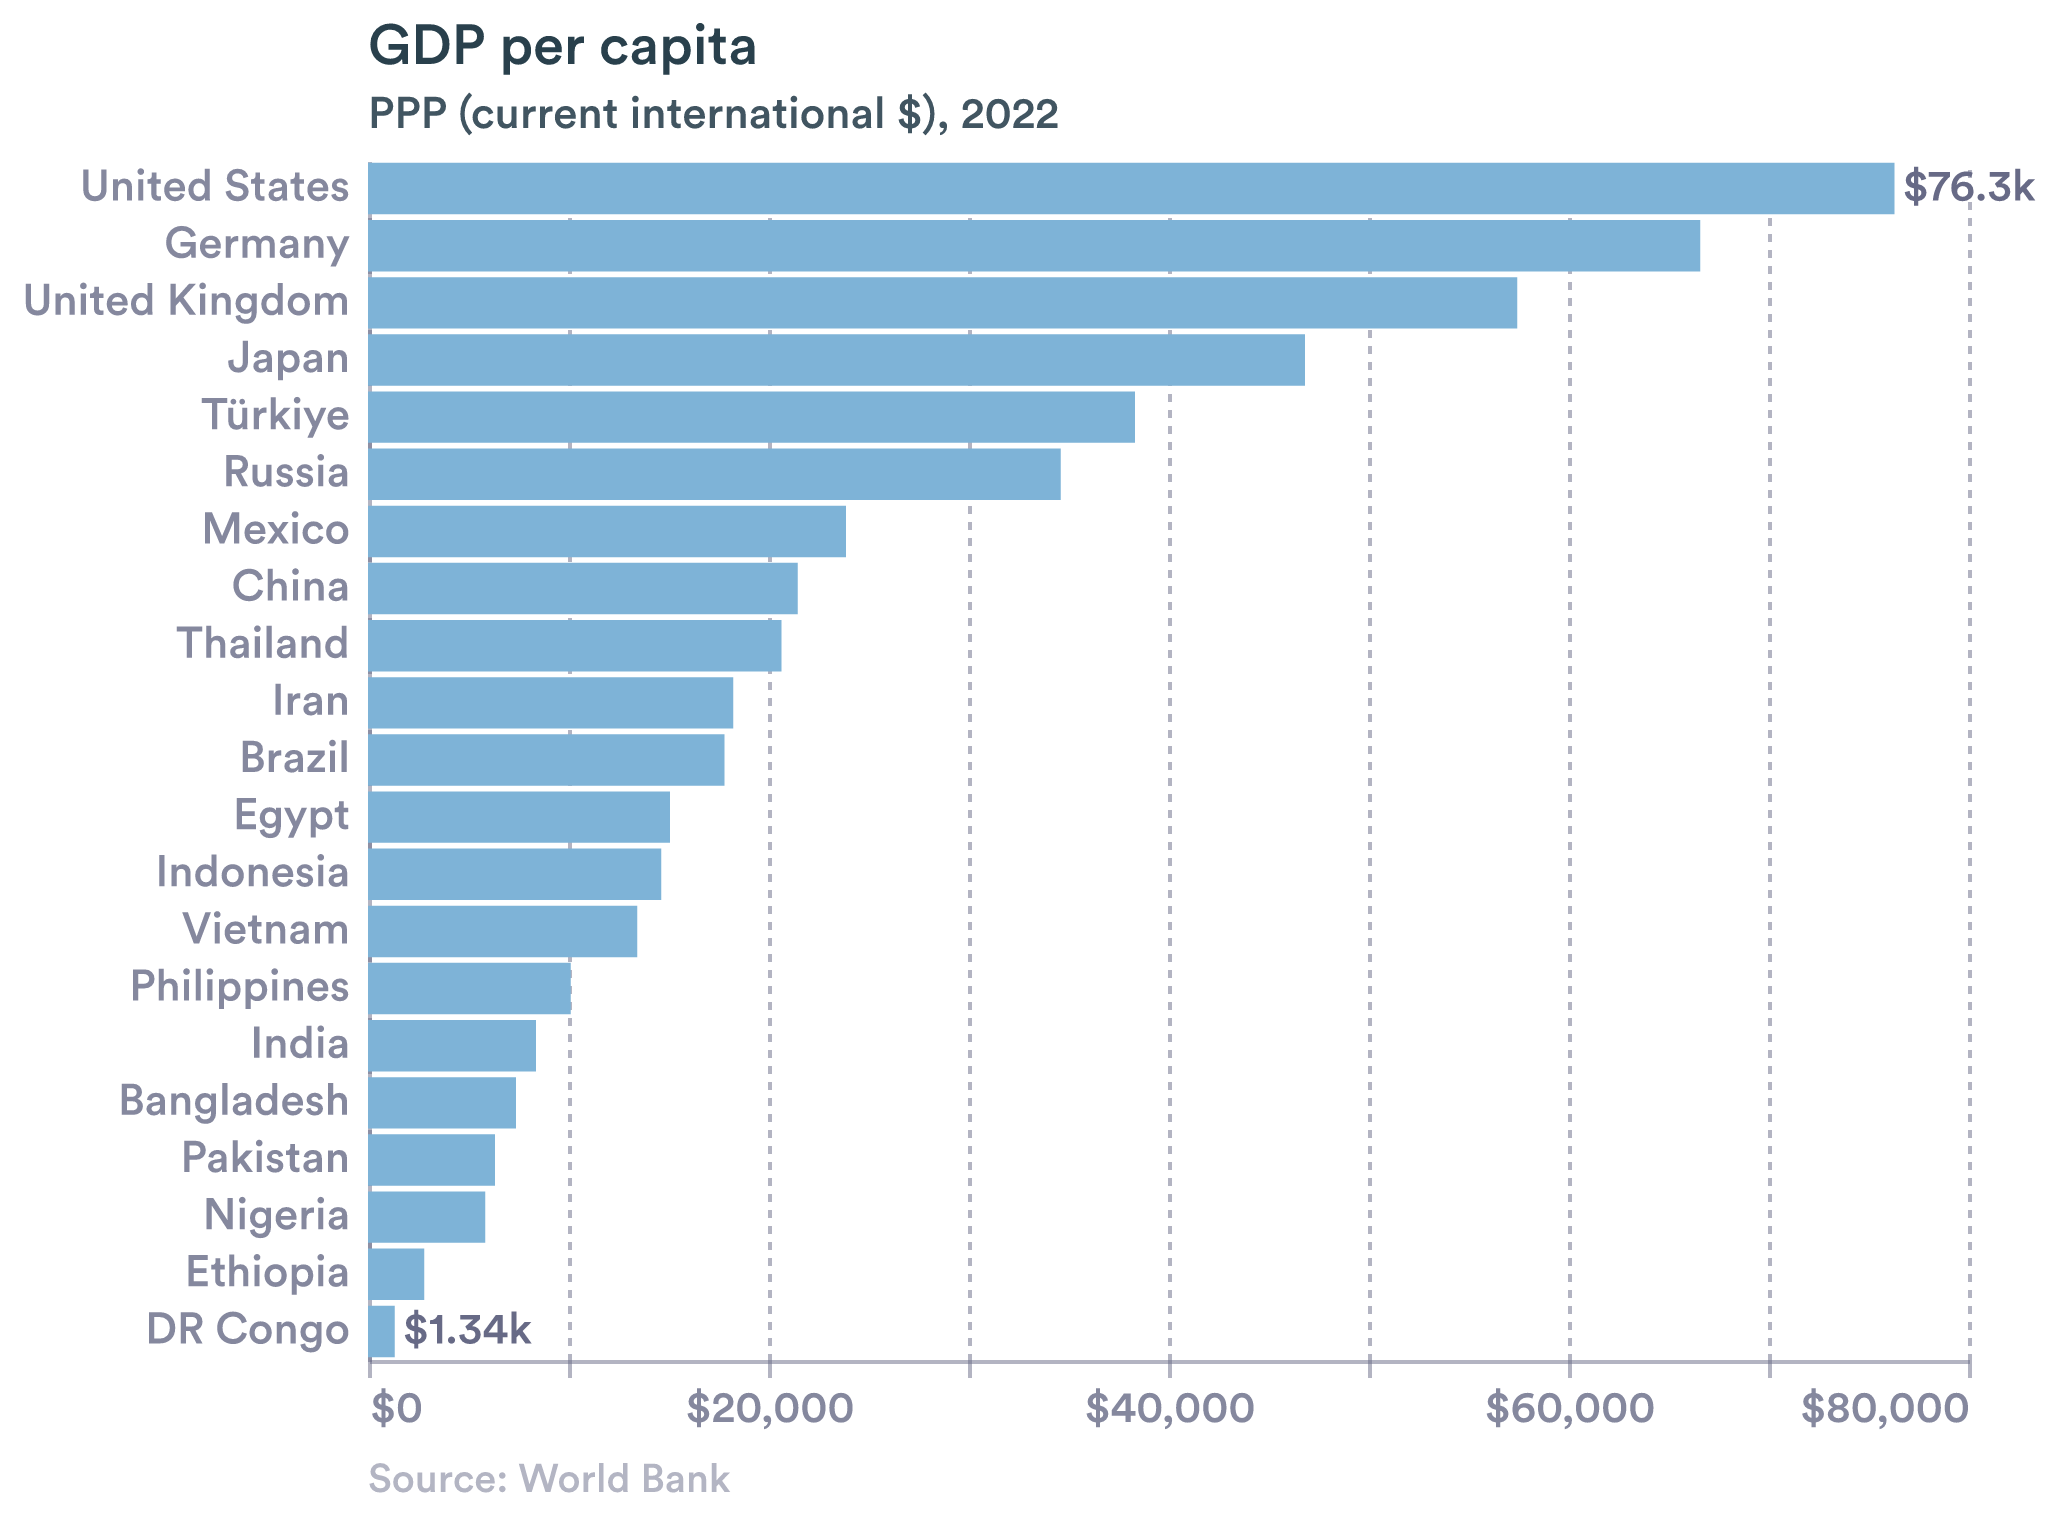 GDP per capita
PPP (current international $), 2022
United States $76.3k
Germany
United Kingdom
Japan
Türkiye
Russia
Mexico
China
Thailand
Iran
Brazil
Egypt
Indonesia
Vietnam
Philippines
India
Bangladesh
Pakistan
Nigeria
Ethiopia
DR Congo $1.34k
$0 $20,000 $40,000 $60,000 $80,000
Source: World Bank